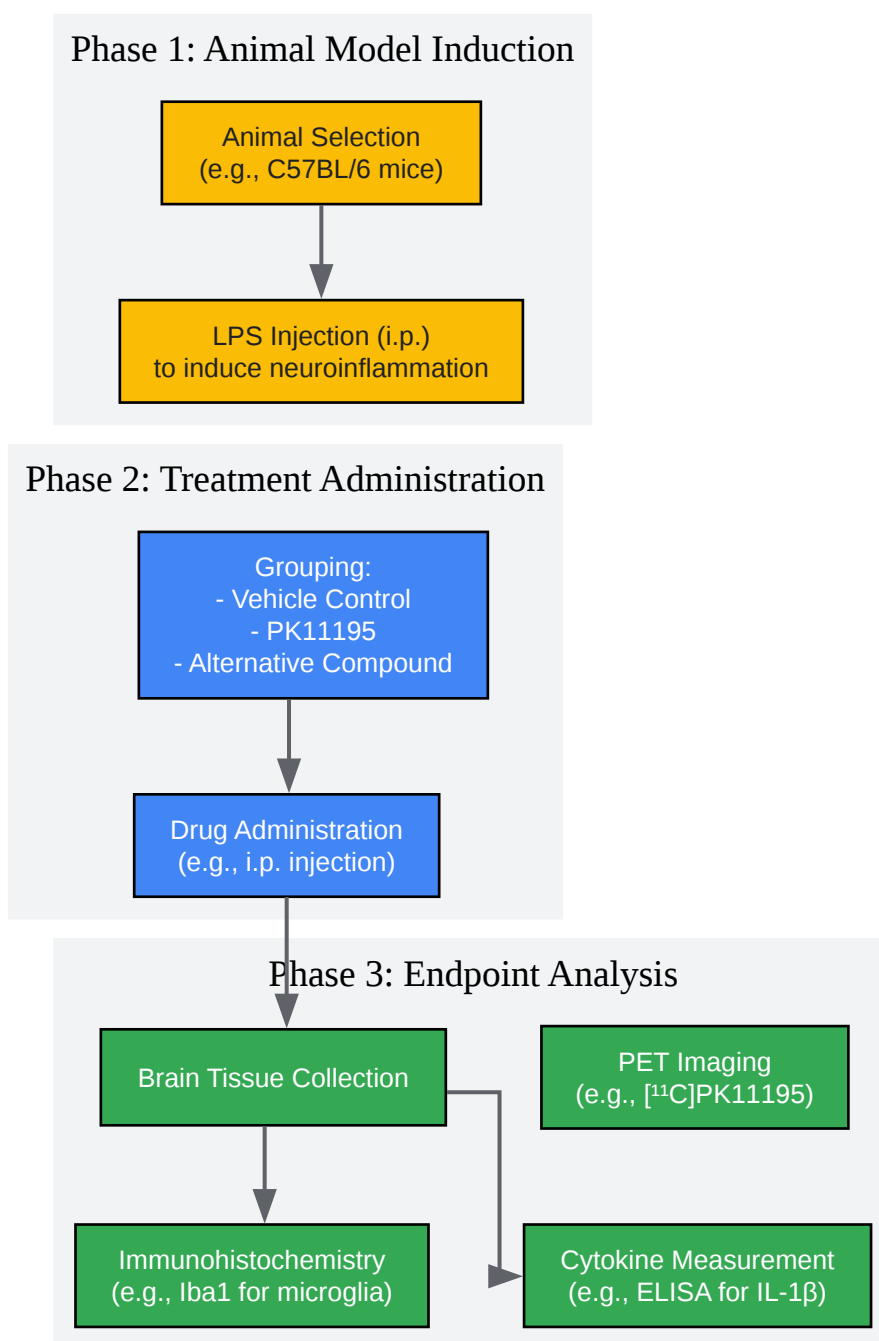 Phase 1: Animal Model Induction
Animal Selection
(e.g., C57BL/6 mice)
LPS Injection (i.p.)
to induce neuroinflammation
Phase 2: Treatment Administration
Grouping:
- Vehicle Control
- PK11195
- Alternative Compound
Drug Administration
(e.g., i.p. injection)
Phase 3: Endpoint Analysis
Brain Tissue Collection
PET Imaging
(e.g., [¹¹C]PK11195)
Immunohistochemistry
(e.g., Iba1 for microglia)
Cytokine Measurement
(e.g., ELISA for IL-1β)